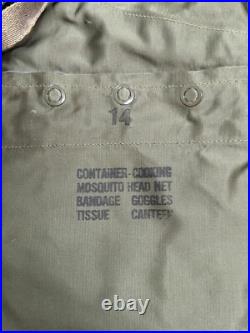 14
CONTAINER-COOKING
MOSQUITO HEAD NET
BANDAGE GOGGLES
TISSUE CANTEEN